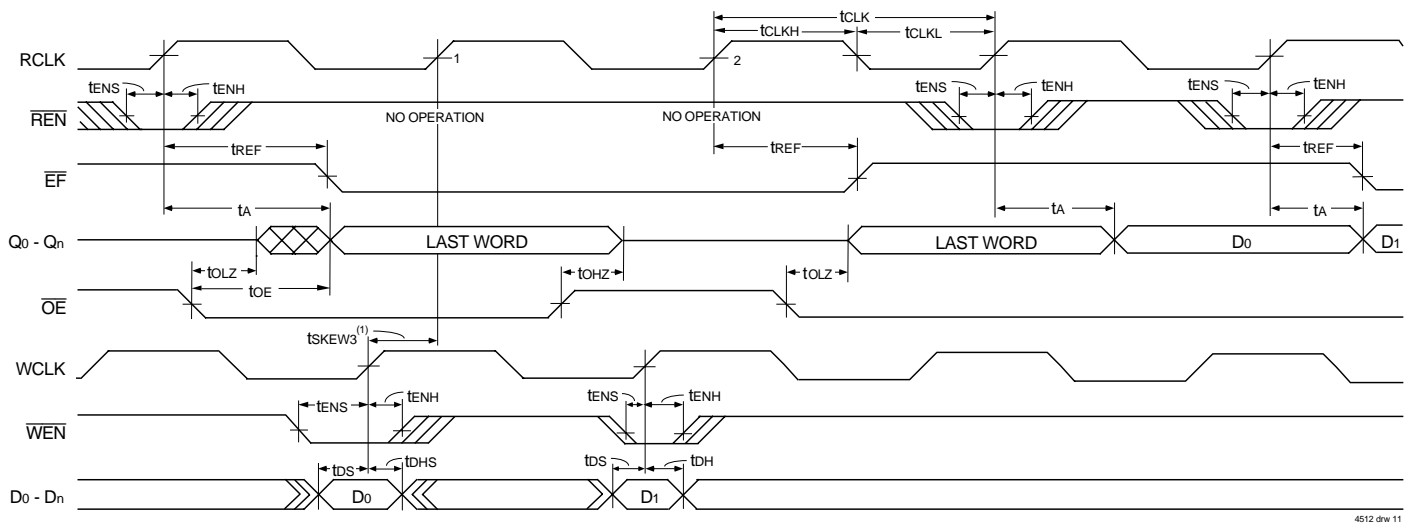 tCLK
tCLKH tCLKL
RCLK 1 2
tENS tENH tENS tENH tENS tENH
REN NO OPERATION NO OPERATION
tREF tREF tREF
EF
tA tA tA
Q0 - Qn LAST WORD LAST WORD D0 D1
tOLZ tOHZ tOLZ
tOE
OE
tSKEW3(1)
WCLK
tENS tENH tENS tENH
WEN
tDS tDHS tDS tDH
D0 - Dn D0 D1
4512 drw 11